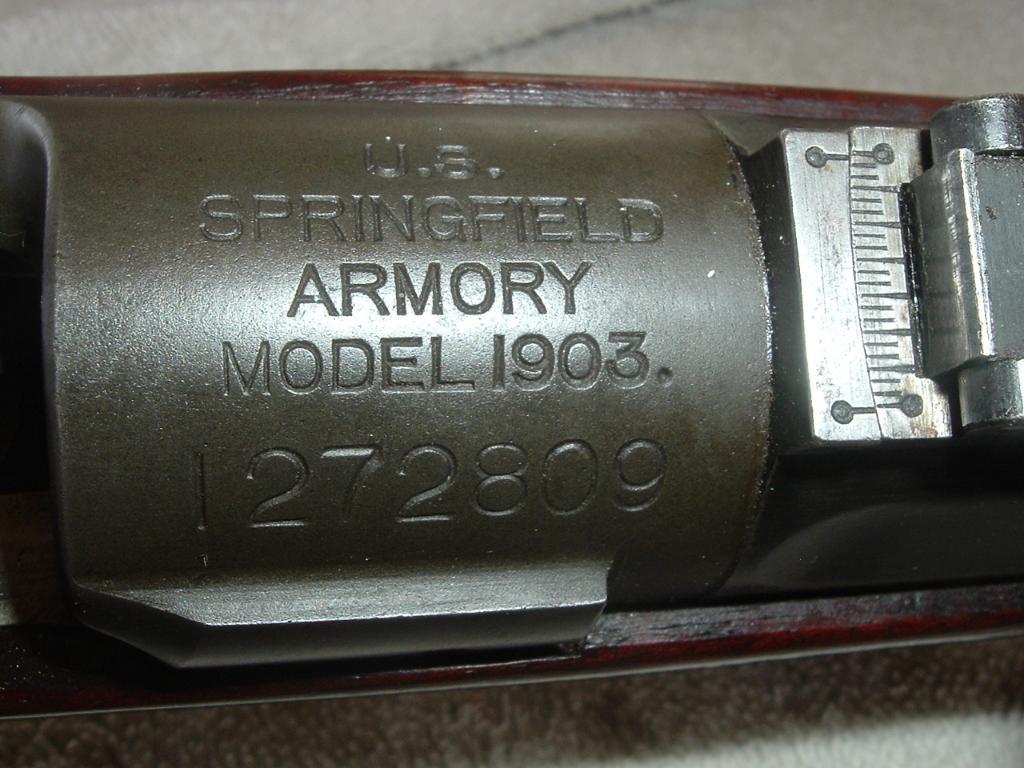 U.S.
SPRINGFIELD
ARMORY
MODEL 1903.
1272809